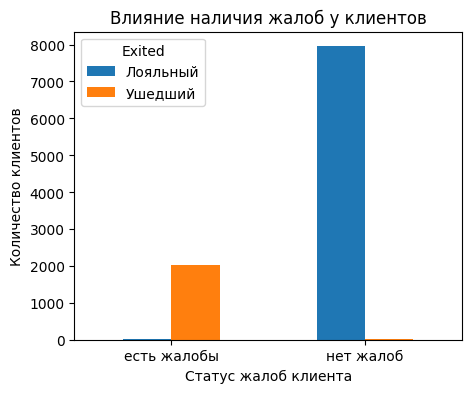 Влияние наличия жалоб у клиентов
Exited
Лояльный
Ушедший
8000
7000
6000
5000
4000
3000
2000
1000
0
Количество клиентов
есть жалобы
нет жалоб
Статус жалоб клиента